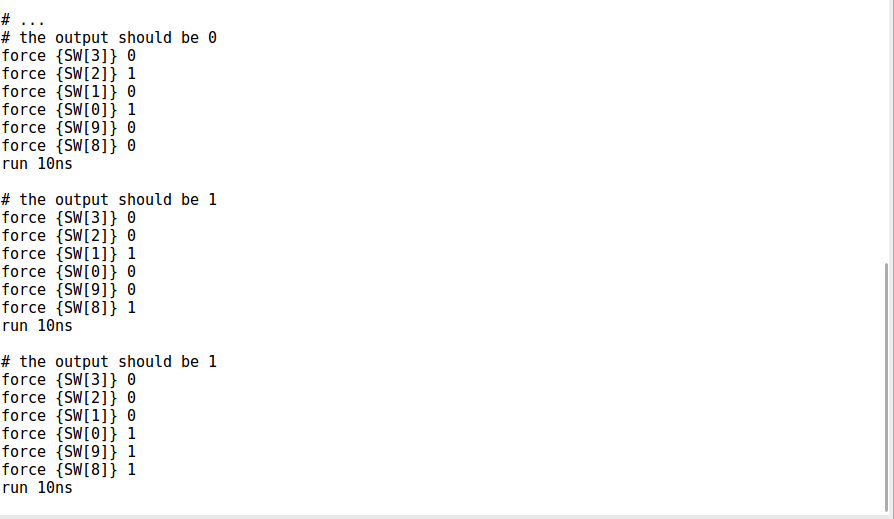 # ...
# the output should be 0
force {SW[3]} 0
force {SW[2]} 1
force {SW[1]} 0
force {SW[0]} 1
force {SW[9]} 0
force {SW[8]} 0
run 10ns

# the output should be 1
force {SW[3]} 0
force {SW[2]} 0
force {SW[1]} 1
force {SW[0]} 0
force {SW[9]} 0
force {SW[8]} 1
run 10ns

# the output should be 1
force {SW[3]} 0
force {SW[2]} 0
force {SW[1]} 0
force {SW[0]} 1
force {SW[9]} 1
force {SW[8]} 1
run 10ns